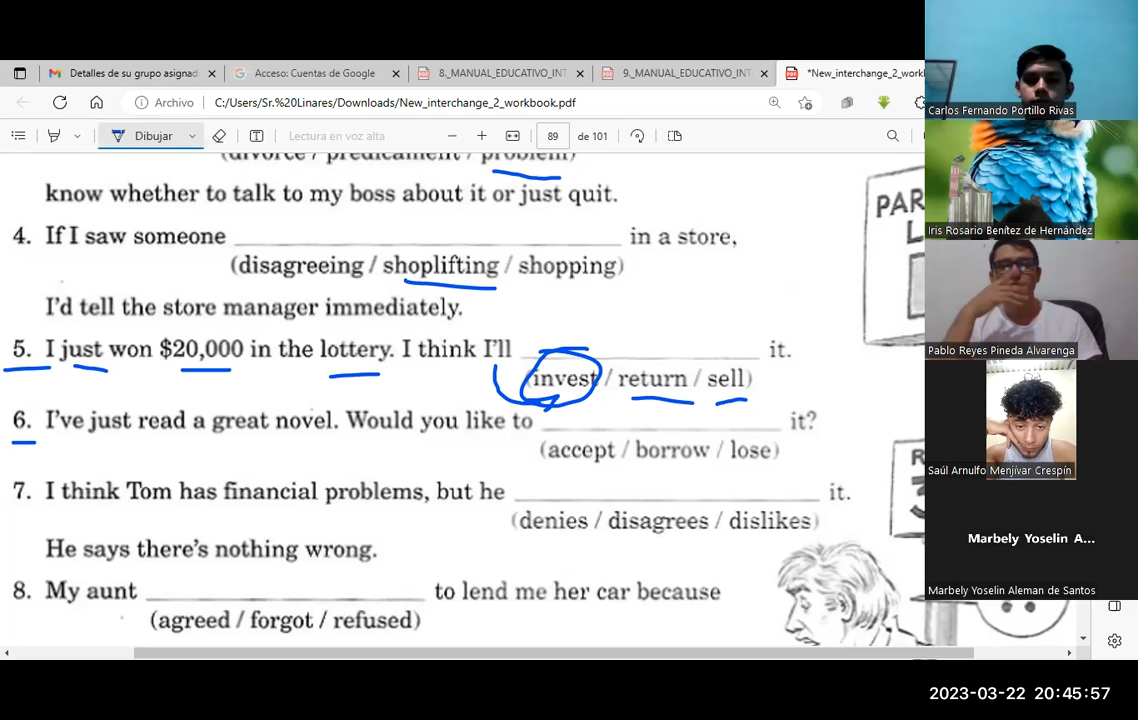 Detalles de su grupo asignad
Acceso: Cuentas de Google
8._MANUAL_EDUCATIVO_INT
9._MANUAL_EDUCATIVO_INT
*New_interchange_2_work
Archivo
C:/Users/Sr.%20Linares/Downloads/New_interchange_2_workbook.pdf
Dibujar
Lectura en voz alta
89
de 101
(divorce / predicament / problem)
know whether to talk to my boss about it or just quit.
4. If I saw someone in a store,
(disagreeing / shoplifting / shopping)
I'd tell the store manager immediately.
5. I just won $20,000 in the lottery. I think I'll it.
(invest / return / sell)
6. I've just read a great novel. Would you like to it?
(accept / borrow / lose)
7. I think Tom has financial problems, but he it.
(denies / disagrees / dislikes)
He says there's nothing wrong.
8. My aunt to lend me her car because
(agreed / forgot / refused)
PAR
L
R
3
Carlos Fernando Portillo Rivas
Iris Rosario Benítez de Hernández
Pablo Reyes Pineda Alvarenga
Saúl Arnulfo Menjívar Crespín
Marbely Yoselin A...
Marbely Yoselin Aleman de Santos
2023-03-22 20:45:57